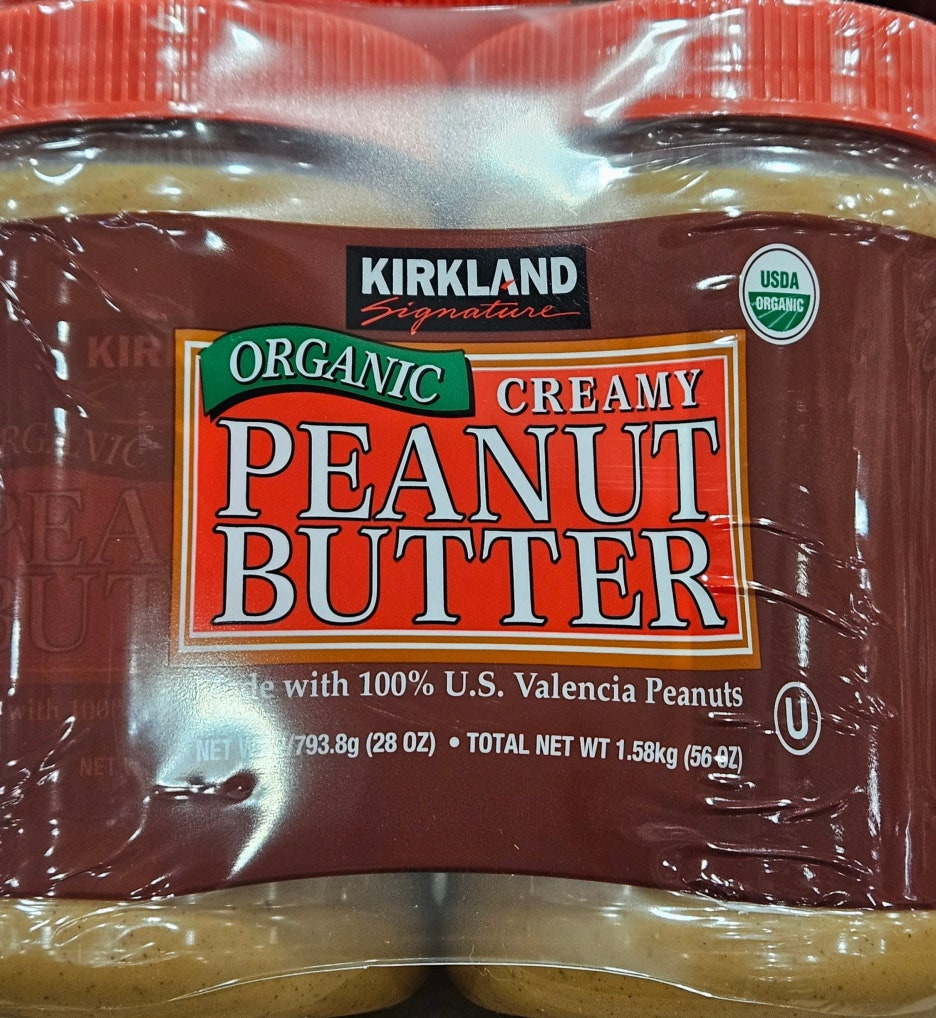 KIRKLAND
Signature
USDA
ORGANIC
ORGANIC
CREAMY
PEANUT
BUTTER
with 100% U.S. Valencia Peanuts
U
NET /793.8g (28 OZ) • TOTAL NET WT 1.58kg (56 OZ)